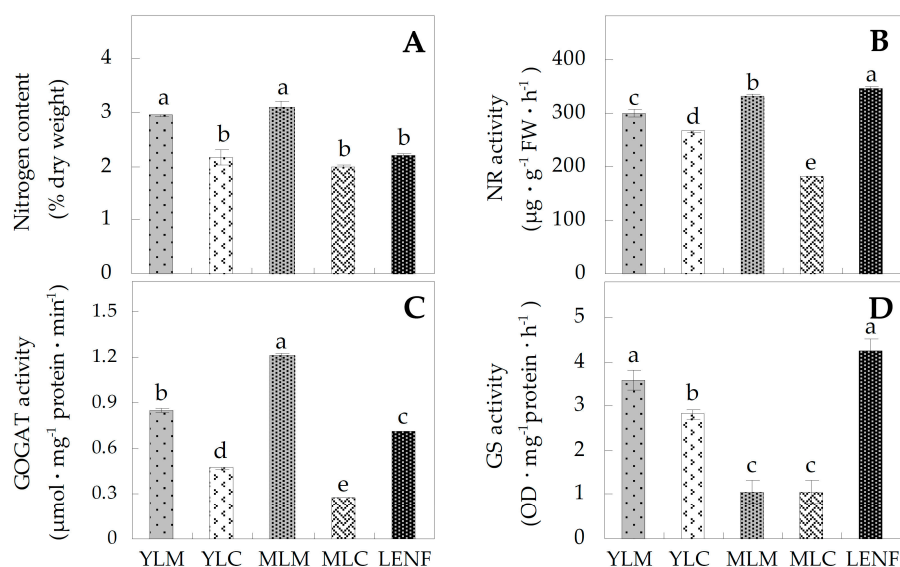 A
Nitrogen content
(% dry weight)
4
3
2
1
0
a
b
a
b
b
B
NR activity
(µg · g⁻¹ FW · h⁻¹)
400
300
200
100
0
c
d
b
e
a
C
GOGAT activity
(µmol · mg⁻¹ protein · min⁻¹)
1.5
1.2
0.9
0.6
0.3
0
b
d
a
e
c
YLM YLC MLM MLC LENF
D
GS activity
(OD · mg⁻¹ protein · h⁻¹)
5
4
3
2
1
0
a
b
c
c
a
YLM YLC MLM MLC LENF